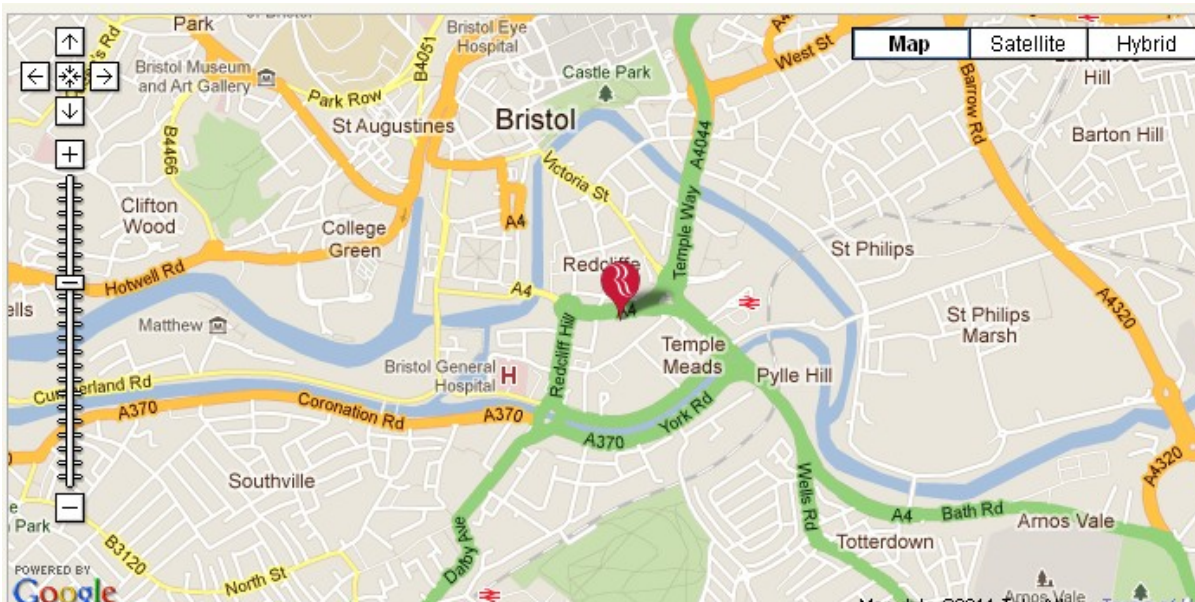 of Bristol
Park
Bristol Eye
Hospital
B4051
West St
Map
Satellite
Hybrid
Hill
Bristol Museum
and Art Gallery
Park Row
Castle Park
St Augustines
Bristol
Barrow Rd
Barton Hill
B4466
Victoria St
A4044
Clifton
Wood
College
Green
A4
Temple Way
St Philips
Redcliffe
Hotwell Rd
A4
A4
A4320
Matthew
Redcliff Hill
Temple
Meads
St Philips
Marsh
Bristol General
Hospital
H
Pylle Hill
Cumberland Rd
A370
Coronation Rd
A370
York Rd
A370
Southville
Wells Rd
A4320
A4
Bath Rd
Arnos Vale
Park
B3120
Dalby Ave
Totterdown
North St
POWERED BY
Google
Arnos Vale